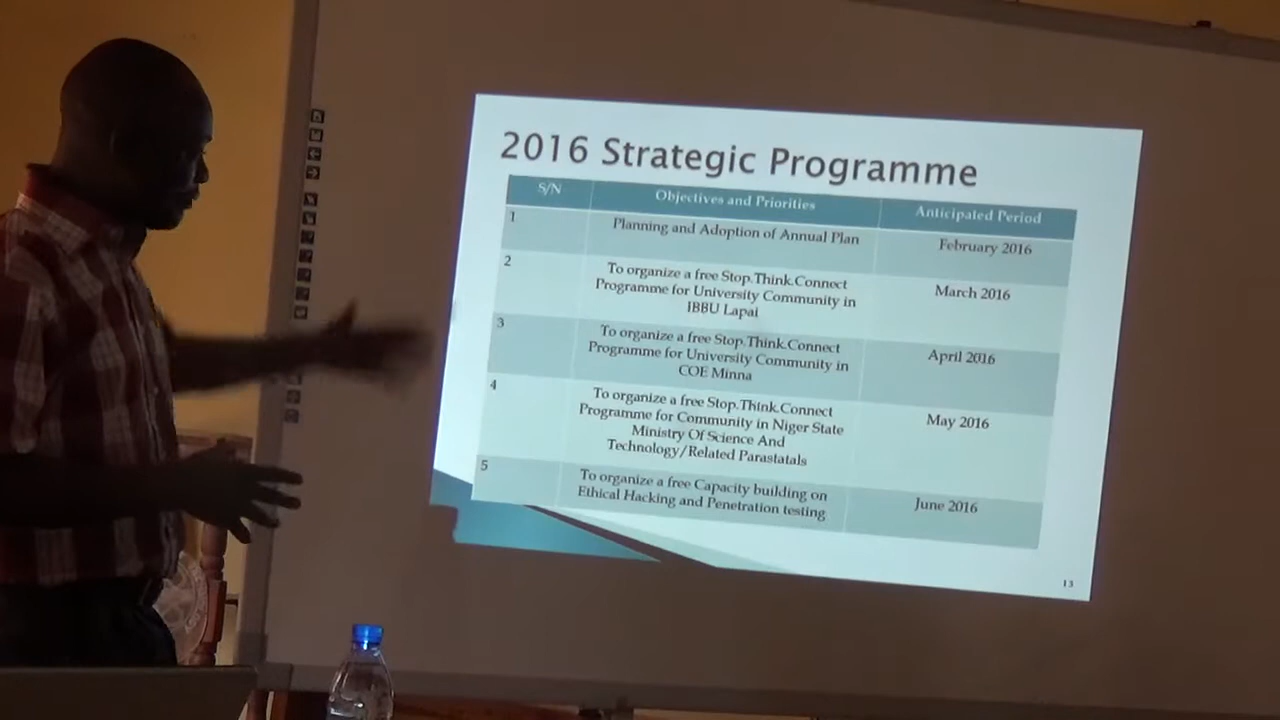 2016 Strategic Programme
S/N Objectives and Priorities Anticipated Period
1 Planning and Adoption of Annual Plan February 2016
2 To organize a free Stop.Think.Connect
Programme for University Community in
IBBU Lapai
March 2016
3 To organize a free Stop.Think.Connect
Programme for University Community in
COE Minna
April 2016
4 To organize a free Stop.Think.Connect
Programme for Community in Niger State
Ministry Of Science And
Technology/Related Parastatals
May 2016
5 To organize a free Capacity building on
Ethical Hacking and Penetration testing
June 2016
13